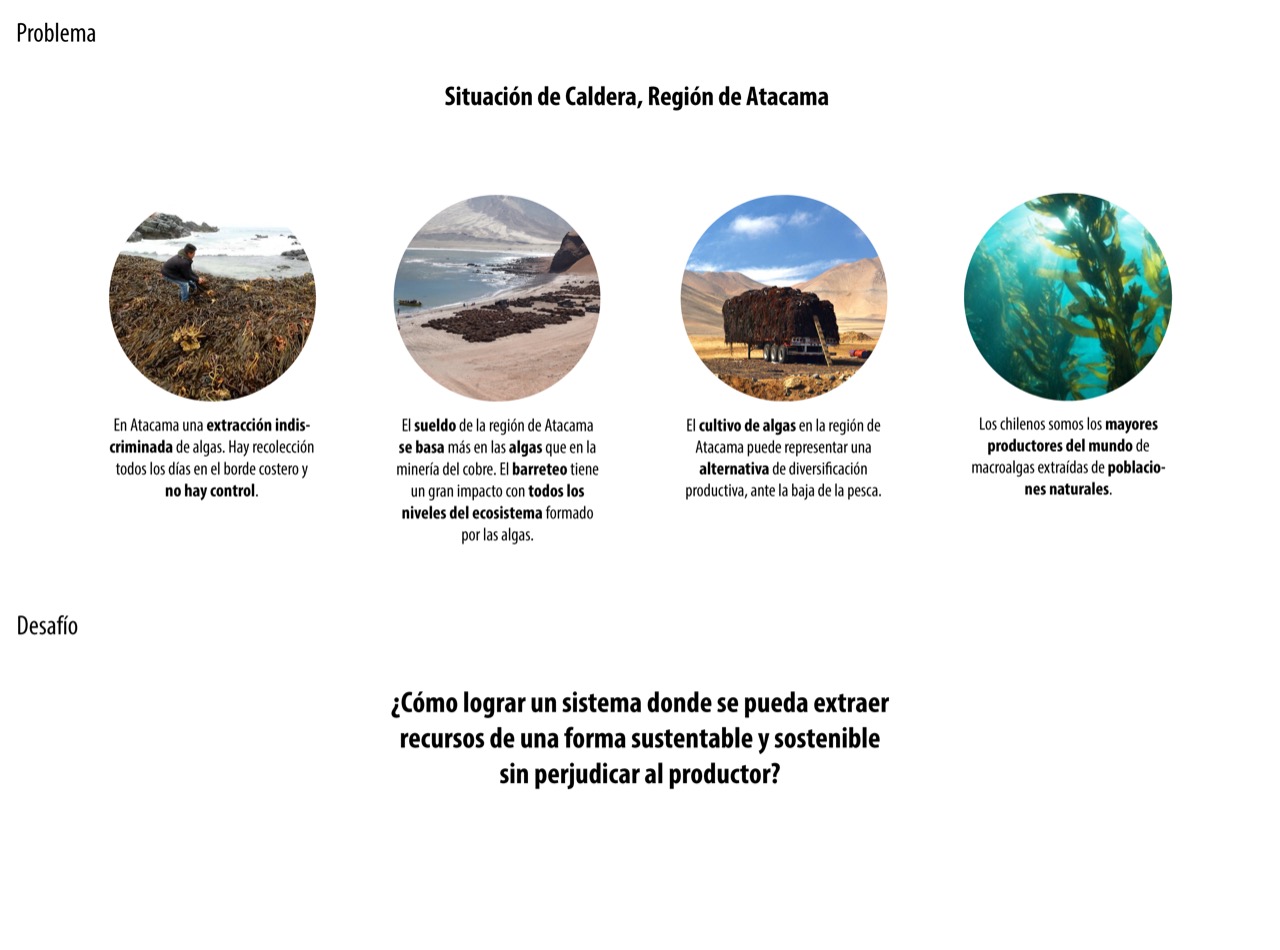 Problema
Situación de Caldera, Región de Atacama
En Atacama una extracción indis-
criminada de algas. Hay recolección
todos los días en el borde costero y
no hay control.
El sueldo de la región de Atacama
se basa más en las algas que en la
minería del cobre. El barreteo tiene
un gran impacto con todos los
niveles del ecosistema formado
por las algas.
El cultivo de algas en la región de
Atacama puede representar una
alternativa de diversificación
productiva, ante la baja de la pesca.
Los chilenos somos los mayores
productores del mundo de
macroalgas extraídas de poblacio-
nes naturales.
Desafío
¿Cómo lograr un sistema donde se pueda extraer
recursos de una forma sustentable y sostenible
sin perjudicar al productor?